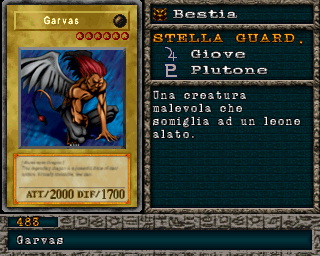 Garvas
ATT/2000 DIF/1700
Bestia
STELLA GUARD.
Giove
Plutone
Una creatura
malevola che
somiglia ad un leone
alato.
483
Garvas